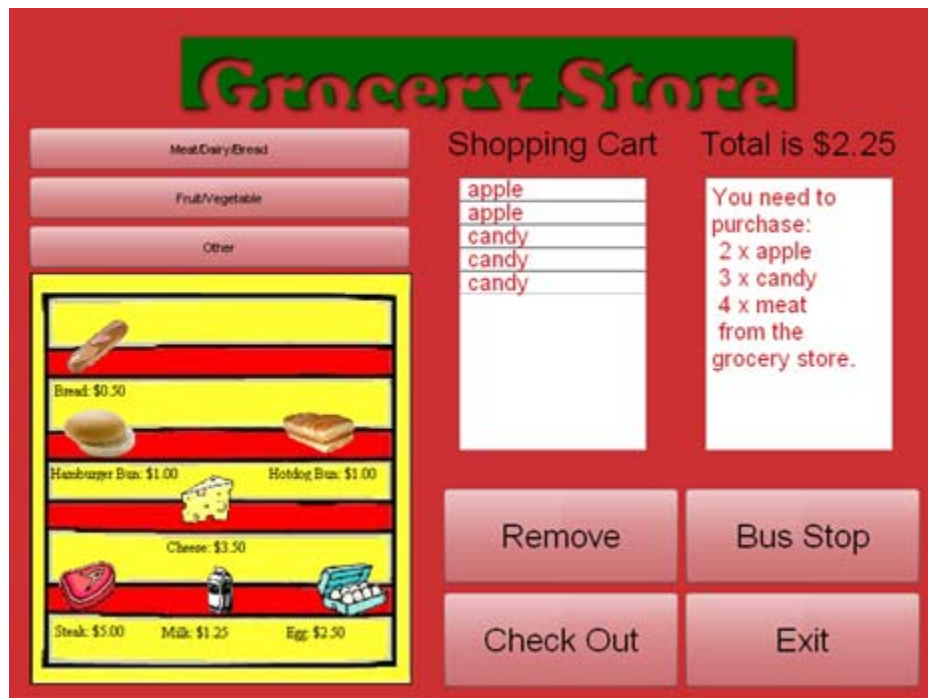 Grocery Store
Meat/Dairy/Bread
Fruit/Vegetable
Other
Bread: $0.50
Hamburger Bun: $1.00
Hotdog Bun: $1.00
Cheese: $3.50
Steak: $5.00
Milk: $1.25
Egg: $2.50
Shopping Cart
apple
apple
candy
candy
candy
Total is $2.25
You need to
purchase:
2 x apple
3 x candy
4 x meat
from the
grocery store.
Remove
Bus Stop
Check Out
Exit